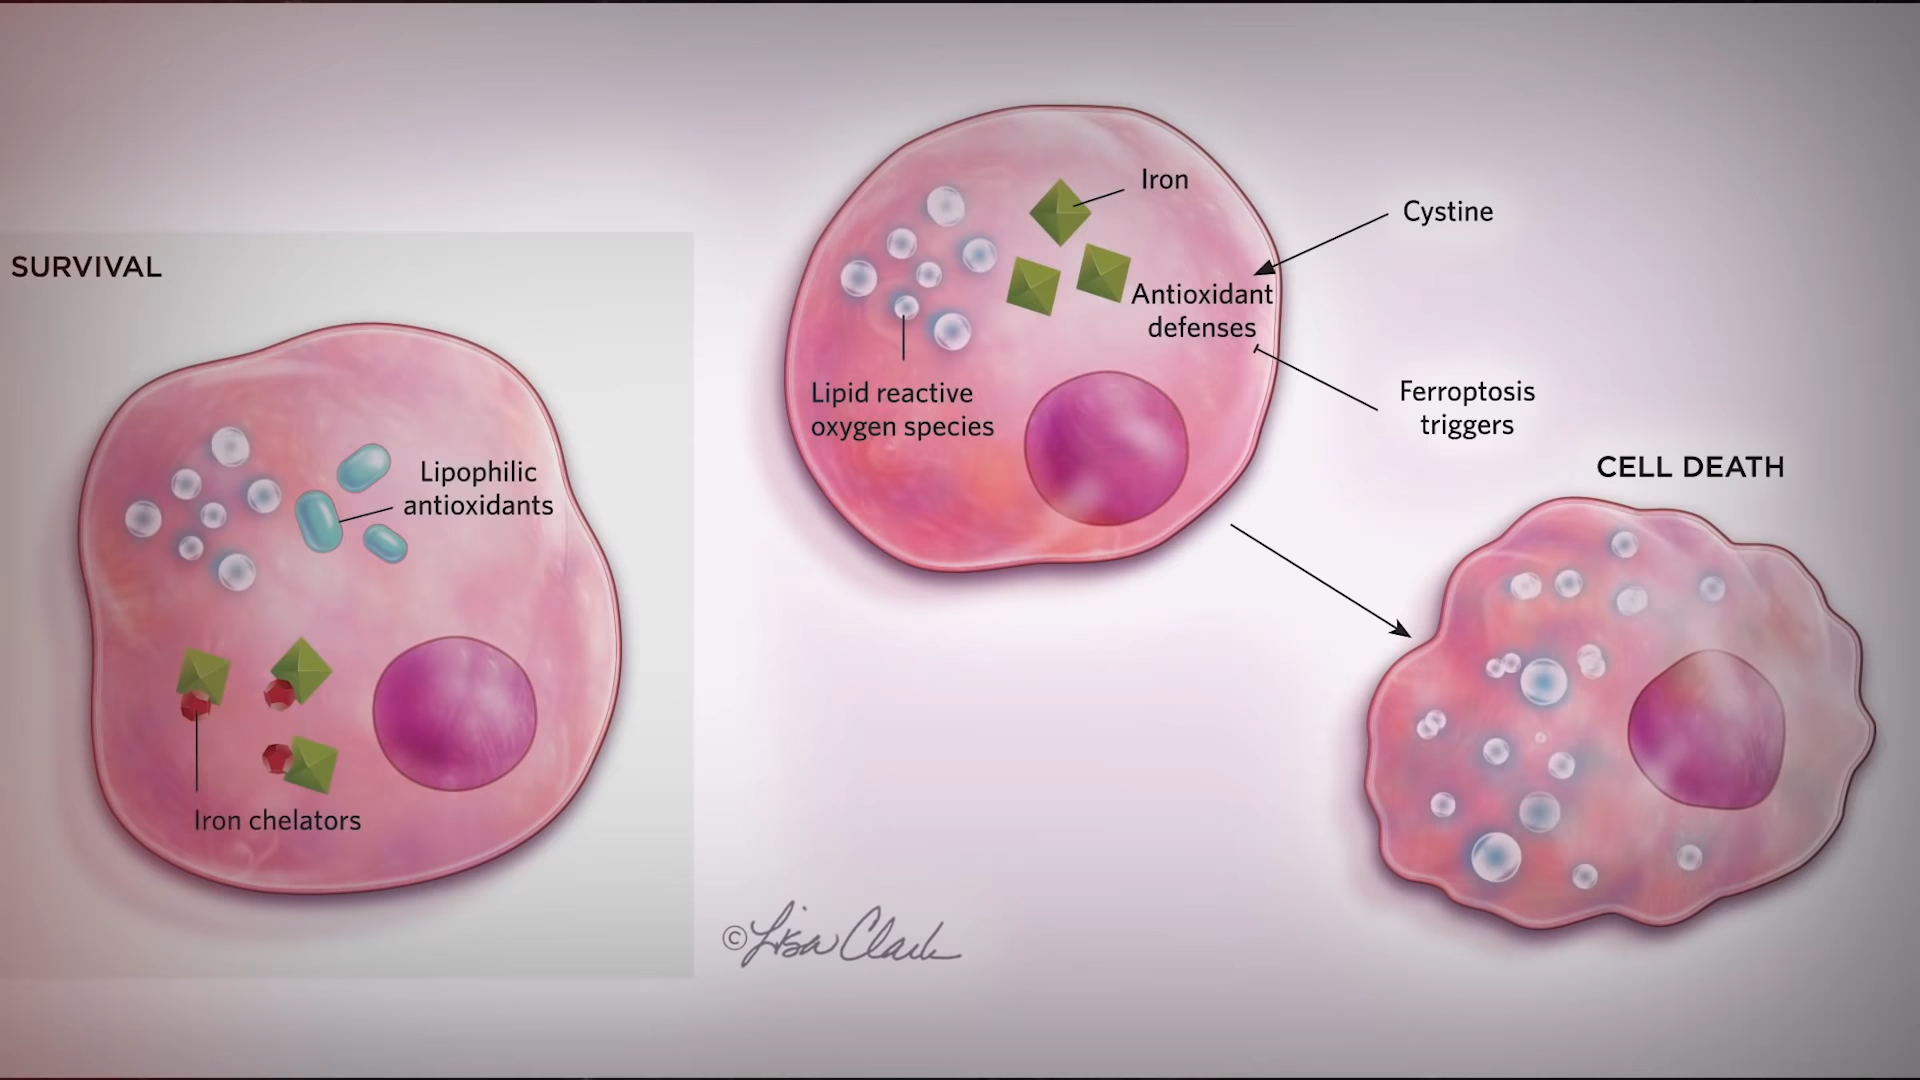 SURVIVAL
Lipophilic
antioxidants
Iron chelators
Iron
Cystine
Antioxidant
defenses
Lipid reactive
oxygen species
Ferroptosis
triggers
CELL DEATH
©Lisa Clark